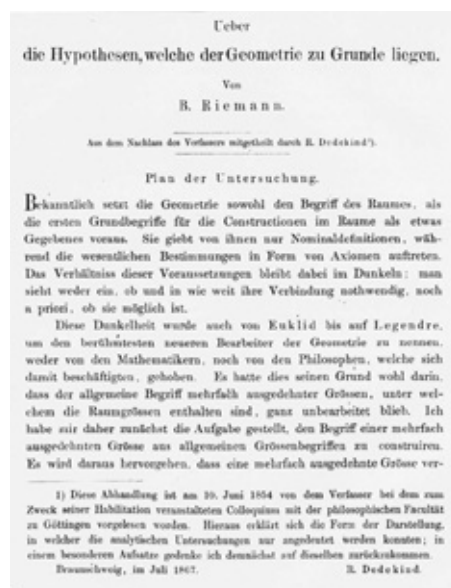 Ueber
die Hypothesen, welche der Geometrie zu Grunde liegen.
Von
B. Riemann.
Aus dem Nachlass des Verfassers mitgetheilt durch R. Dedekind¹).
Plan der Untersuchung.
Bekanntlich setzt die Geometrie sowohl den Begriff des Raumes, als
die ersten Grundbegriffe für die Constructionen im Raume als etwas
Gegebenes voraus. Sie giebt von ihnen nur Nominaldefinitionen, wäh-
rend die wesentlichen Bestimmungen in Form von Axiomen auftreten.
Das Verhältniss dieser Voraussetzungen bleibt dabei im Dunkeln; man
sieht weder ein, ob und in wie weit ihre Verbindung nothwendig, noch
a priori, ob sie möglich ist.
Diese Dunkelheit wurde auch von Euklid bis auf Legendre,
um den berühmtesten neueren Bearbeiter der Geometrie zu nennen,
weder von den Mathematikern, noch von den Philosophen, welche sich
damit beschäftigten, gehoben. Es hatte dies seinen Grund wohl darin,
dass der allgemeine Begriff mehrfach ausgedehnter Grössen, unter wel-
chem die Raumgrössen enthalten sind, ganz unbearbeitet blieb. Ich
habe mir daher zunächst die Aufgabe gestellt, den Begriff einer mehrfach
ausgedehnten Grösse aus allgemeinen Grössenbegriffen zu construiren.
Es wird daraus hervorgehen, dass eine mehrfach ausgedehnte Grösse ver-
1) Diese Abhandlung ist am 10. Juni 1854 von dem Verfasser bei dem zum
Zweck seiner Habilitation veranstalteten Colloquium mit der philosophischen Facultät
zu Göttingen vorgelesen worden. Hieraus erklärt sich die Form der Darstellung,
in welcher die analytischen Untersuchungen nur angedeutet werden konnten; in
einem besonderen Aufsatze gedenke ich demnächst auf dieselben zurückzukommen.
Braunschweig, im Juli 1867. R. Dedekind.